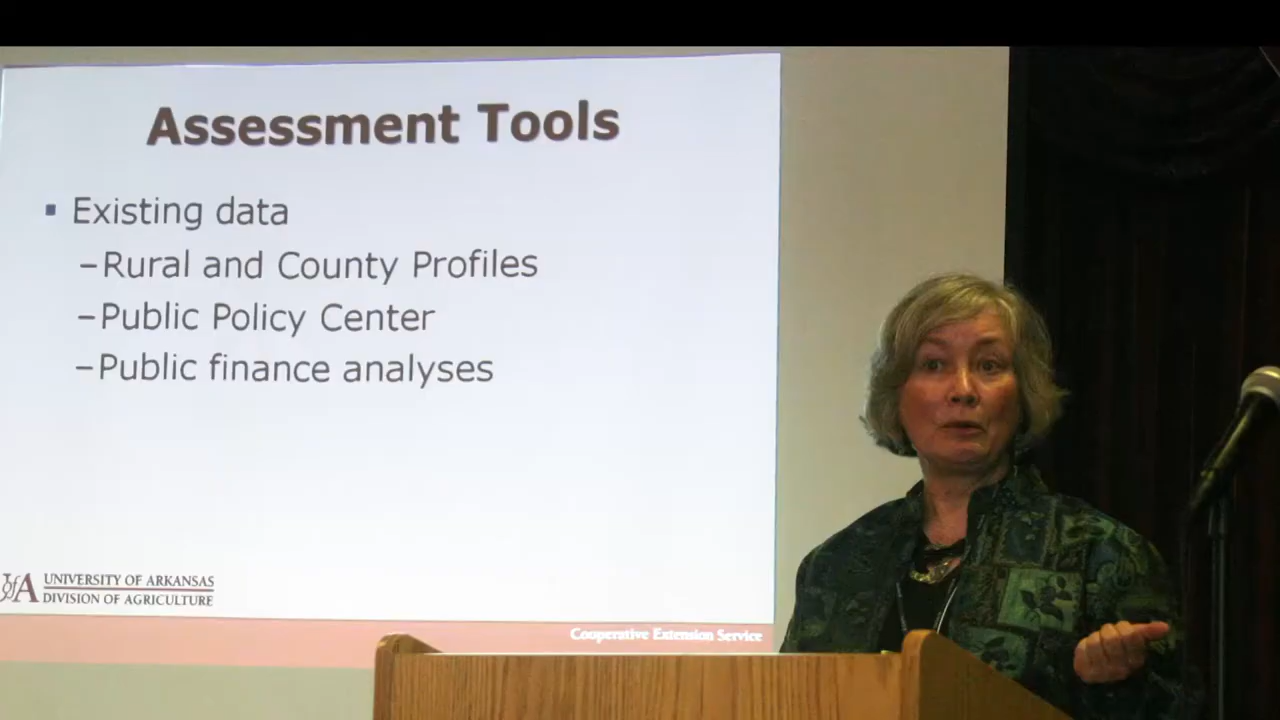 Assessment Tools
▪ Existing data
–Rural and County Profiles
–Public Policy Center
–Public finance analyses
UofA UNIVERSITY OF ARKANSAS
DIVISION OF AGRICULTURE
Cooperative Extension Service